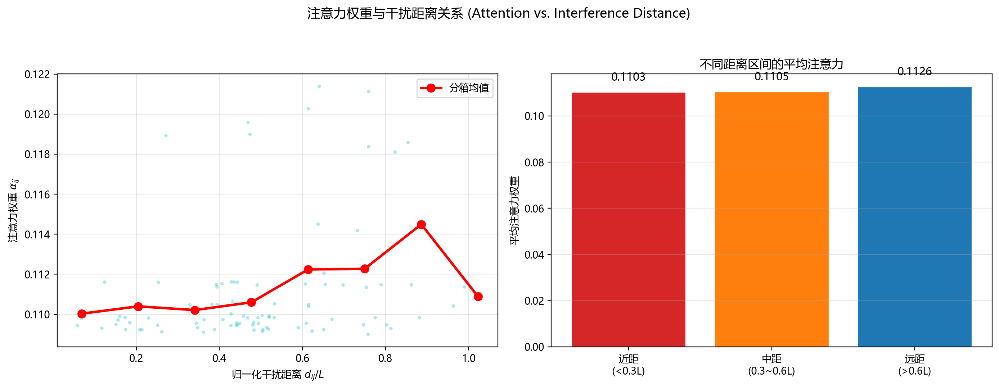 注意力权重与干扰距离关系 (Attention vs. Interference Distance)
0.122
0.120
0.118
0.116
0.114
0.112
0.110
注意力权重 αij
分箱均值
0.2
0.4
0.6
0.8
1.0
归一化干扰距离 dij/L
不同距离区间的平均注意力
0.1103
0.1105
0.1126
0.10
0.08
0.06
0.04
0.02
0.00
平均注意力权重
近距
(<0.3L)
中距
(0.3~0.6L)
远距
(>0.6L)